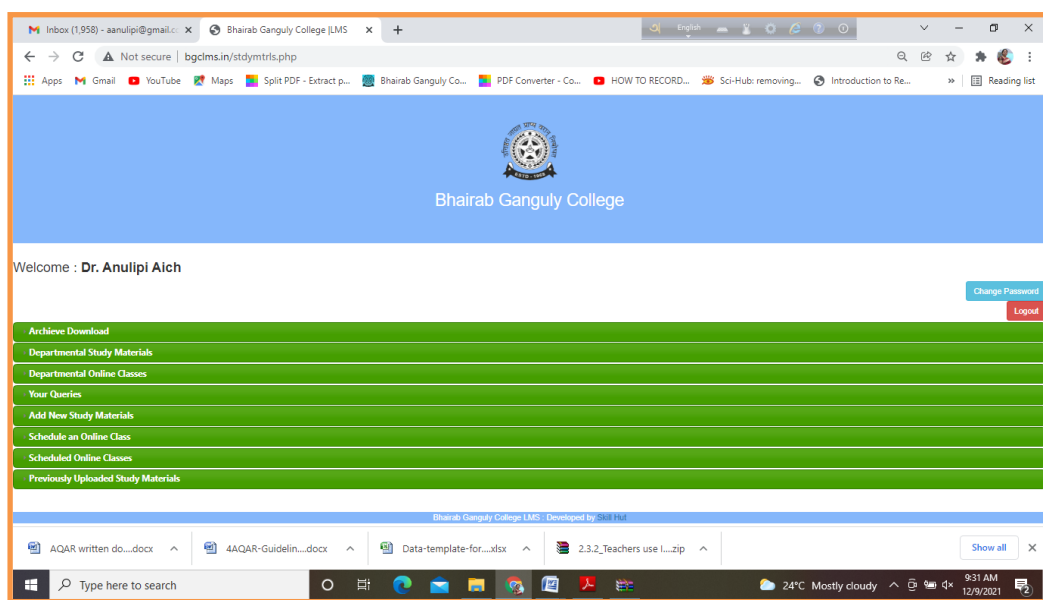 Inbox (1,958) - aanulipi@gmail.c
Bhairab Ganguly College |LMS
English
Not secure | bgclms.in/stdymtrls.php
Apps
Gmail
YouTube
Maps
Split PDF - Extract p...
Bhairab Ganguly Co...
PDF Converter - Co...
HOW TO RECORD...
Sci-Hub: removing...
Introduction to Re...
Reading list
ESTD - 1968
Bhairab Ganguly College
Welcome : Dr. Anulipi Aich
Change Password
Logout
Archieve Download
Departmental Study Materials
Departmental Online Classes
Your Queries
Add New Study Materials
Schedule an Online Class
Scheduled Online Classes
Previously Uploaded Study Materials
Bhairab Ganguly College LMS : Developed by Skill Hut
AQAR written do....docx
4AQAR-Guidelin....docx
Data-template-for....xlsx
2.3.2_Teachers use I....zip
Show all
Type here to search
24°C Mostly cloudy
9:31 AM
12/9/2021
2